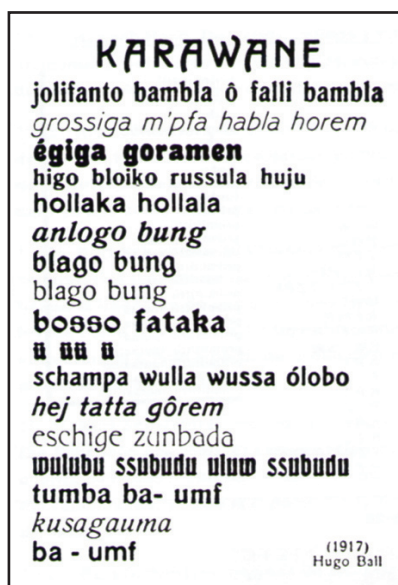 KARAWANE
jolifanto bambla ô falli bambla
grossiga m'pfa habla horem
égiga goramen
higo bloiko russula huju
hollaka hollala
anlogo bung
blago bung
blago bung
bosso fataka
ü üü ü
schampa wulla wussa ólobo
hej tatta gôrem
eschige zunbada
wulubu ssubudu uluw ssubudu
tumba ba- umf
kusagauma
ba - umf
(1917)
Hugo Ball